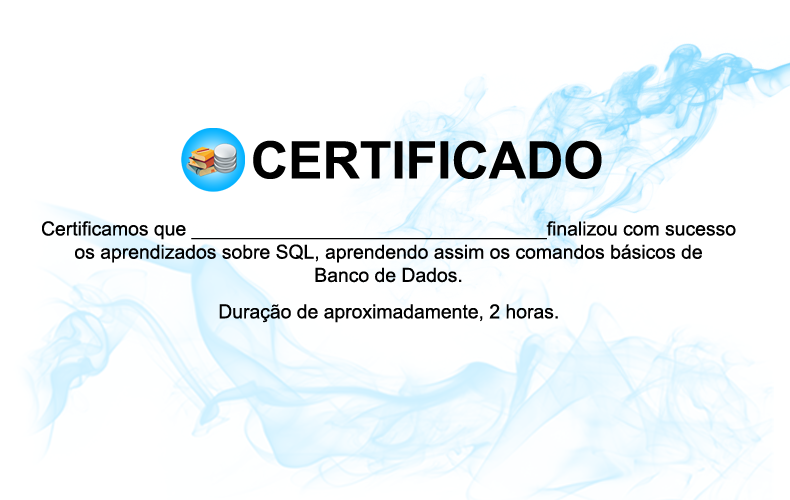 CERTIFICADO
Certificamos que ________________________________finalizou com sucesso
os aprendizados sobre SQL, aprendendo assim os comandos básicos de
Banco de Dados.
Duração de aproximadamente, 2 horas.